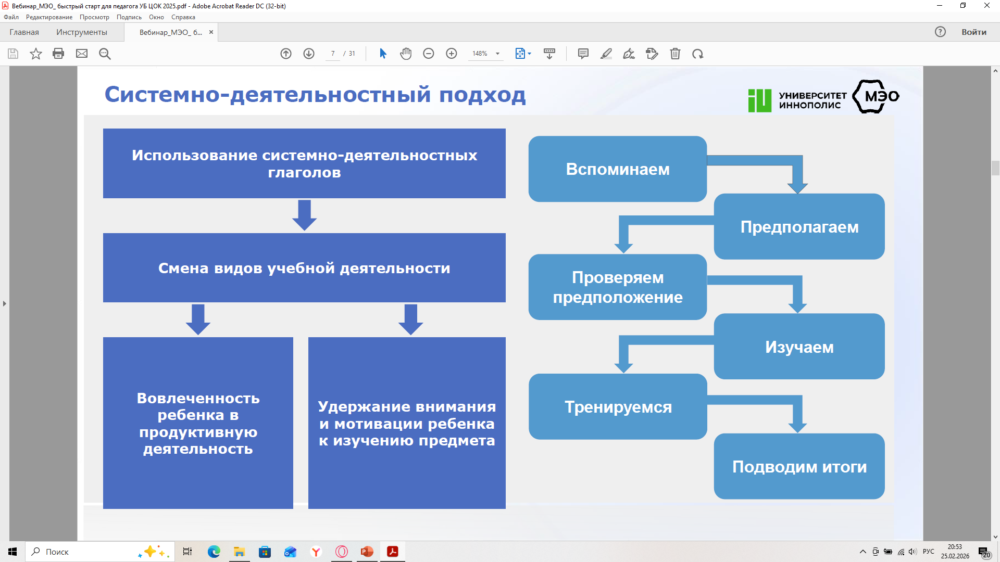 Вебинар_МЭО_ быстрый старт для педагога УБ ЦОК 2025.pdf - Adobe Acrobat Reader DC (32-bit)
Файл Редактирование Просмотр Подпись Окно Справка
Главная Инструменты Вебинар_МЭО_ б... Войти
7 / 31 148%
Системно-деятельностный подход
УНИВЕРСИТЕТ
ИННОПОЛИС
МЭО
Использование системно-деятельностных
глаголов
Смена видов учебной деятельности
Вовлеченность
ребенка в
продуктивную
деятельность
Удержание внимания
и мотивации ребенка
к изучению предмета
Вспоминаем
Предполагаем
Проверяем
предположение
Изучаем
Тренируемся
Подводим итоги
Поиск
РУС
20:53
25.02.2026
20